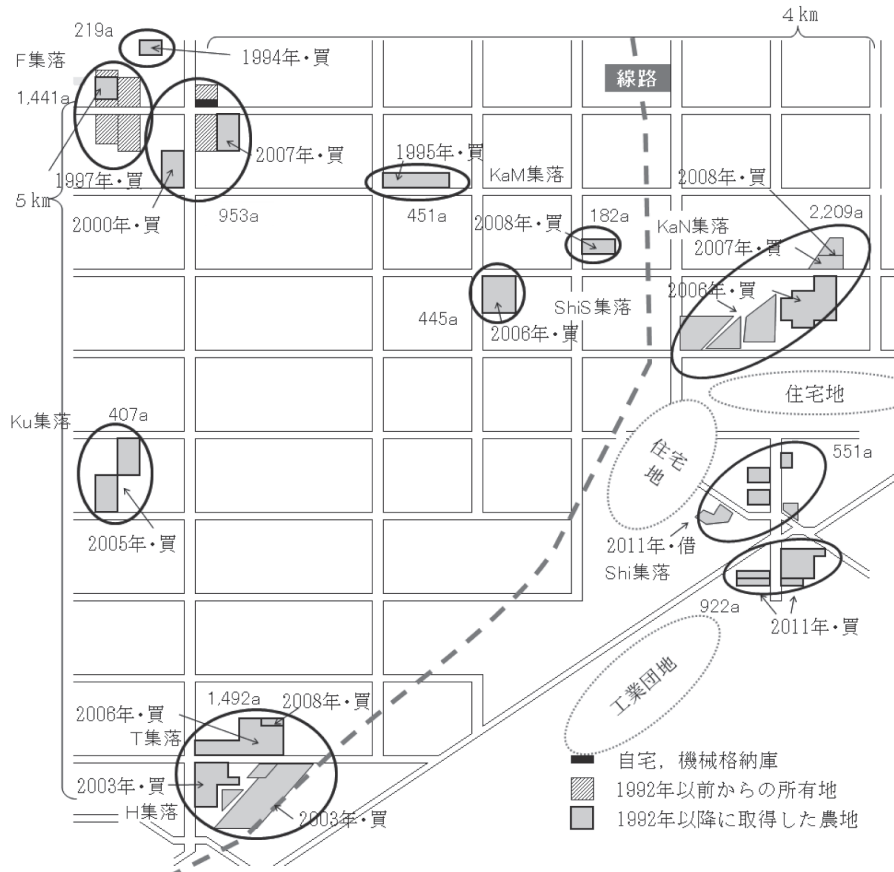 219a
1994年・買
4km
F集落
線路
1,441a
2007年・買
1995年・買
KaM集落
2008年・買
1997年・買
5km
2000年・買
953a
451a
2008年・買
182a
KaN集落
2,209a
2007年・買
2006年・買
ShiS集落
445a
2006年・買
住宅地
Ku集落
407a
住宅
地
551a
2005年・買
2011年・借
Shi集落
922a
2011年・買
工業団地
1,492a
2008年・買
2006年・買
T集落
2003年・買
H集落
2003年・買
自宅，機械格納庫
1992年以前からの所有地
1992年以降に取得した農地